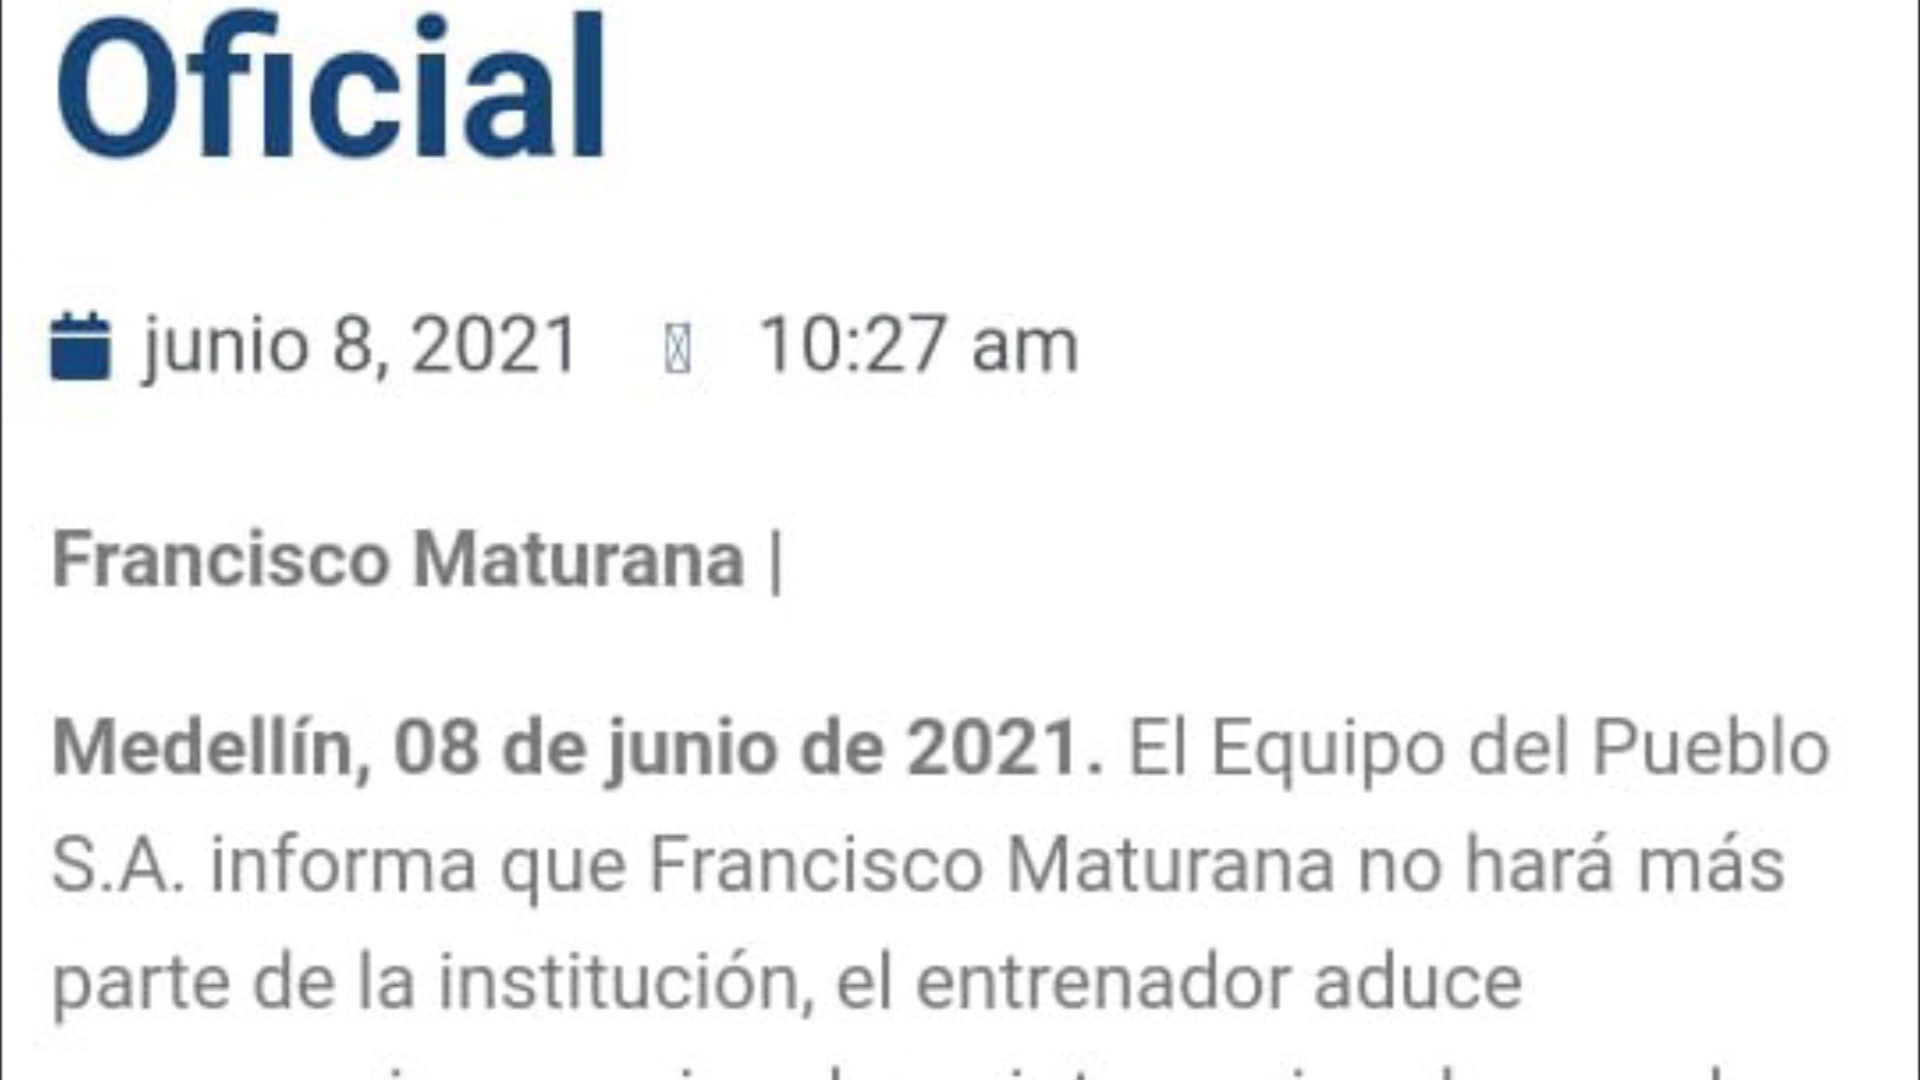 Oficial
junio 8, 2021 10:27 am
Francisco Maturana |
Medellín, 08 de junio de 2021. El Equipo del Pueblo
S.A. informa que Francisco Maturana no hará más
parte de la institución, el entrenador aduce